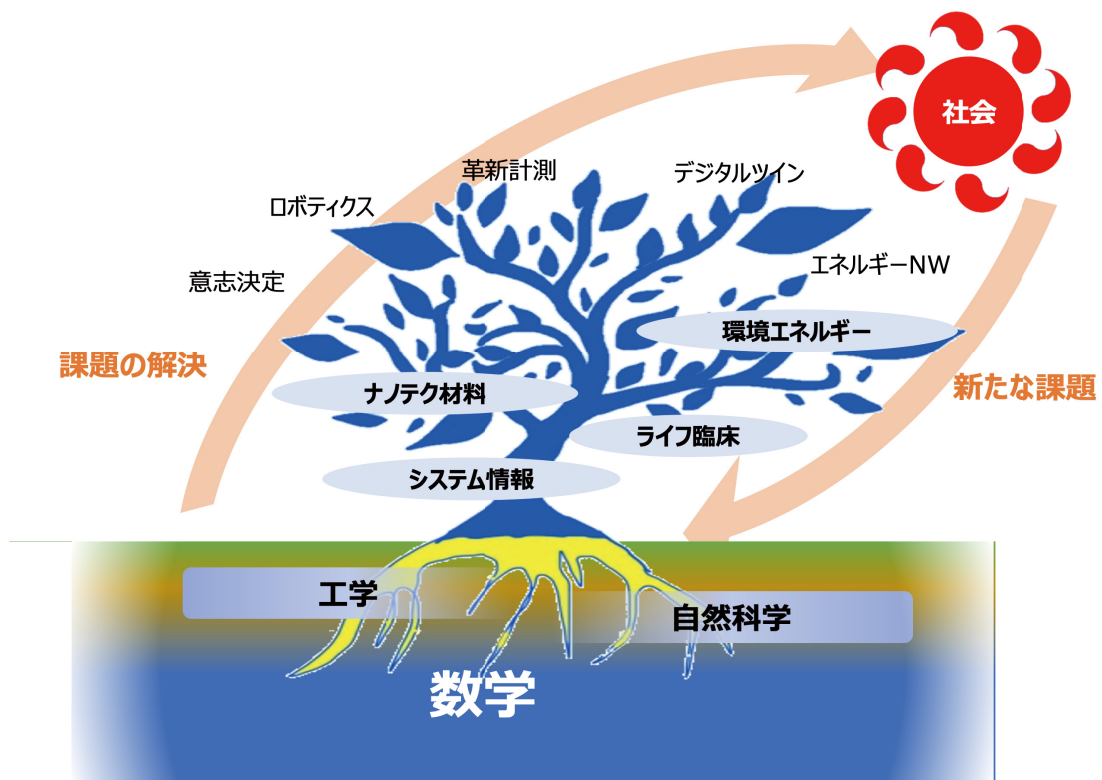 社会
革新計測
デジタルツイン
ロボティクス
エネルギーNW
意志決定
環境エネルギー
課題の解決
新たな課題
ナノテク材料
ライフ臨床
システム情報
工学
自然科学
数学